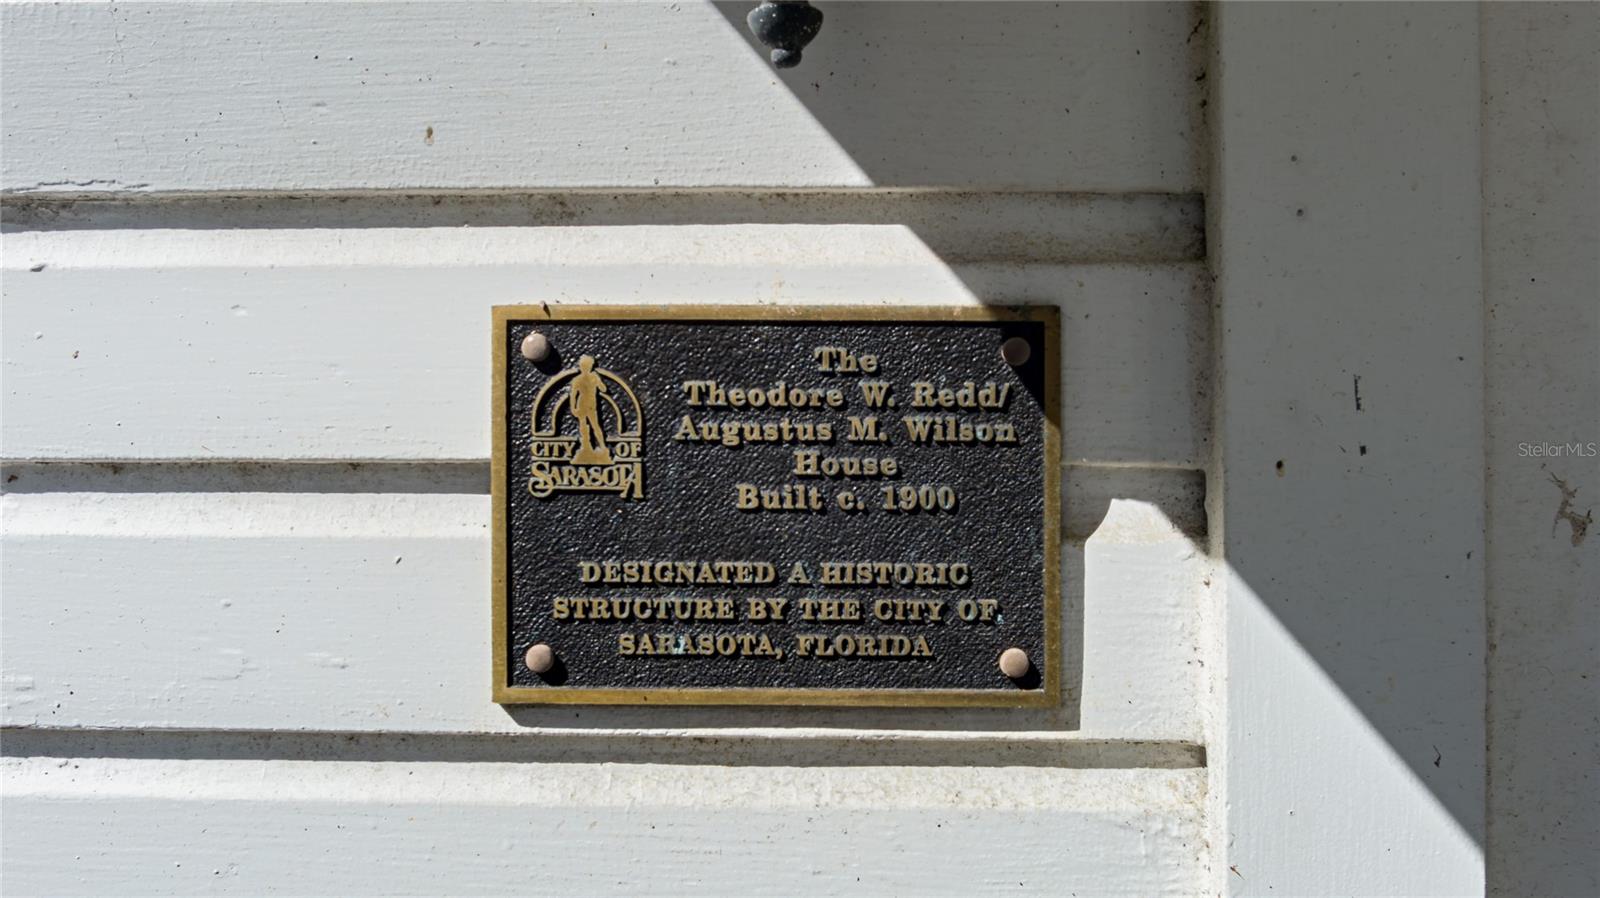 The
Theodore W. Redd/
Augustus M. Wilson
House
Built c. 1900
CITY OF
SARASOTA
DESIGNATED A HISTORIC
STRUCTURE BY THE CITY OF
SARASOTA, FLORIDA
StellarMLS